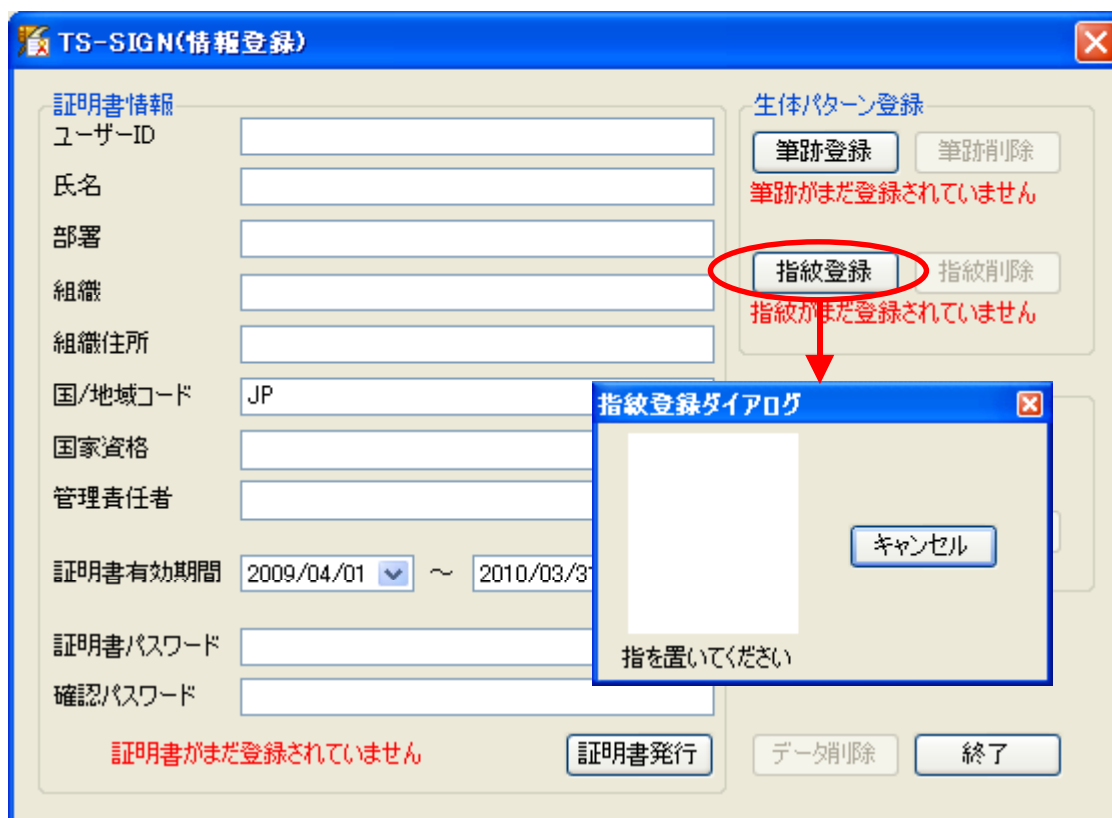 TS-SIGN(情報登録)
証明書情報
ユーザーID
氏名
部署
組織
組織住所
国/地域コード JP
国家資格
管理責任者
証明書有効期間 2009/04/01 ～ 2010/03/31
証明書パスワード
確認パスワード
証明書がまだ登録されていません 証明書発行
生体パターン登録
筆跡登録 筆跡削除
筆跡がまだ登録されていません
指紋登録 指紋削除
指紋がまだ登録されていません
指紋登録ダイアログ
キャンセル
指を置いてください
データ削除 終了